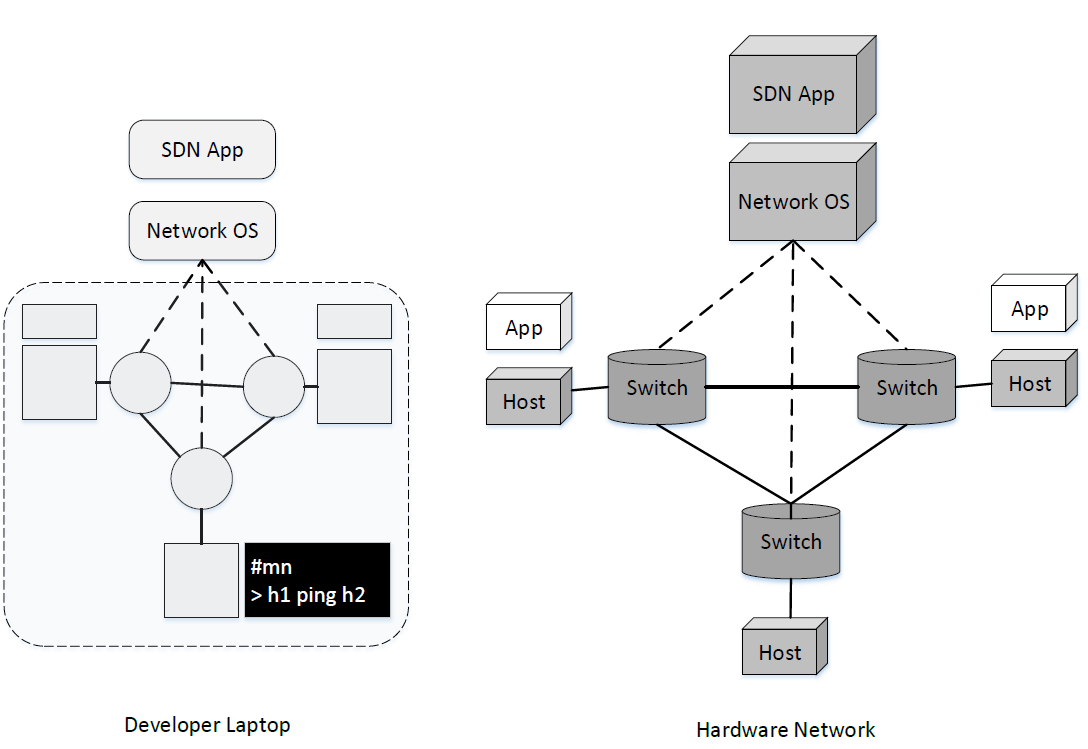 SDN App
Network OS
#mn
> h1 ping h2
Developer Laptop
SDN App
Network OS
App
App
Host
Switch
Switch
Host
Switch
Host
Hardware Network